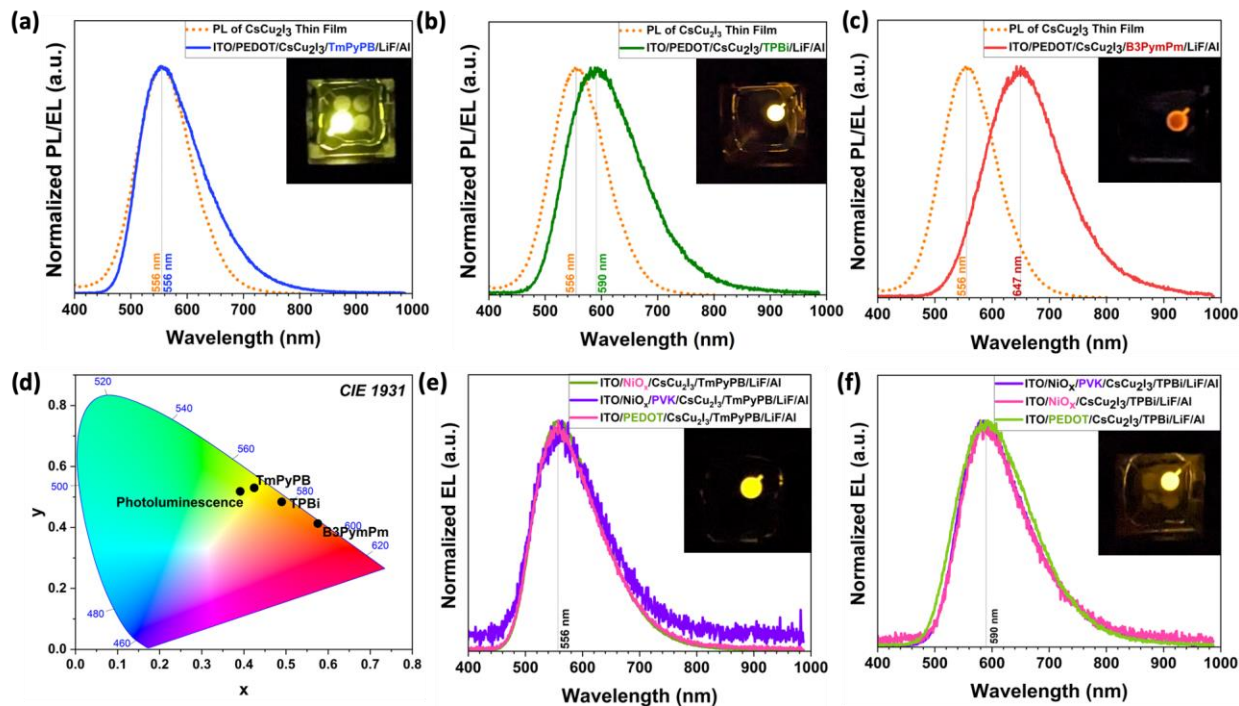 (a)
PL of CsCu₂I₃ Thin Film
ITO/PEDOT/CsCu₂I₃/TmPyPB/LiF/Al
Normalized PL/EL (a.u.)
556 nm
556 nm
400 500 600 700 800 900 1000
Wavelength (nm)
(b)
PL of CsCu₂I₃ Thin Film
ITO/PEDOT/CsCu₂I₃/TPBi/LiF/Al
Normalized PL/EL (a.u.)
556 nm
590 nm
400 500 600 700 800 900 1000
Wavelength (nm)
(c)
PL of CsCu₂I₃ Thin Film
ITO/PEDOT/CsCu₂I₃/B3PymPm/LiF/Al
Normalized PL/EL (a.u.)
556 nm
647 nm
400 500 600 700 800 900 1000
Wavelength (nm)
(d)
CIE 1931
y
0.8
0.6
0.4
0.2
0.0
520
540
560
500
580
600
620
480
460
TmPyPB
Photoluminescence
TPBi
B3PymPm
0.0 0.1 0.2 0.3 0.4 0.5 0.6 0.7 0.8
x
(e)
ITO/NiOₓ/CsCu₂I₃/TmPyPB/LiF/Al
ITO/NiOₓ/PVK/CsCu₂I₃/TmPyPB/LiF/Al
ITO/PEDOT/CsCu₂I₃/TmPyPB/LiF/Al
Normalized EL (a.u.)
556 nm
400 500 600 700 800 900 1000
Wavelength (nm)
(f)
ITO/NiOₓ/PVK/CsCu₂I₃/TPBi/LiF/Al
ITO/NiOₓ/CsCu₂I₃/TPBi/LiF/Al
ITO/PEDOT/CsCu₂I₃/TPBi/LiF/Al
Normalized EL (a.u.)
590 nm
400 500 600 700 800 900 1000
Wavelength (nm)